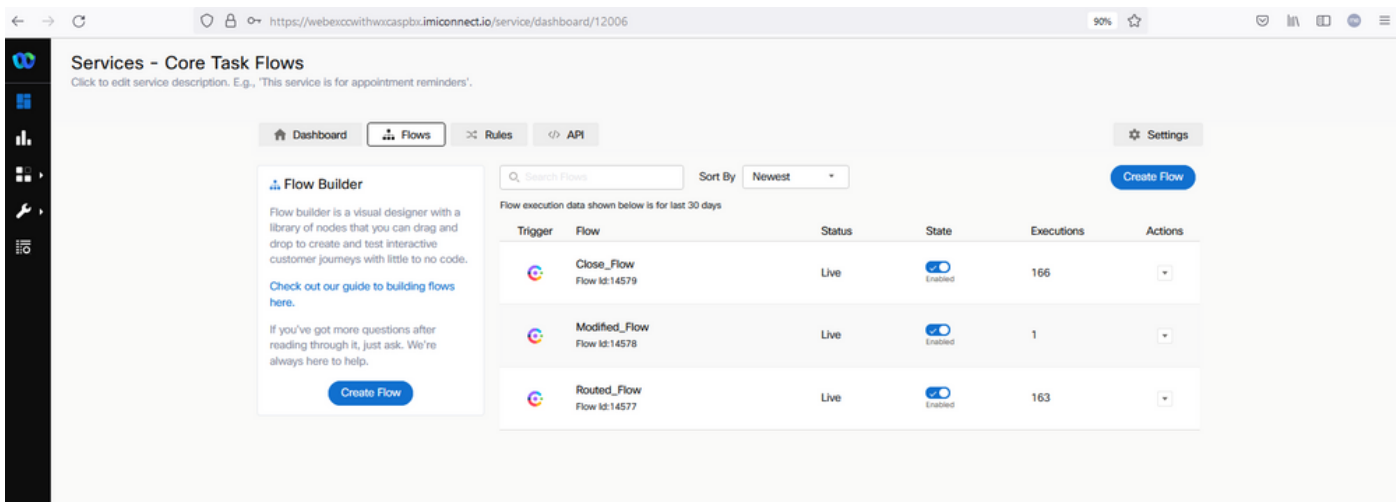 https://webexccwithwxcaspbx.imiconnect.io/service/dashboard/12006
90%
Services - Core Task Flows
Click to edit service description. E.g., 'This service is for appointment reminders'.
Dashboard
Flows
Rules
</> API
Settings
Flow Builder
Flow builder is a visual designer with a
library of nodes that you can drag and
drop to create and test interactive
customer journeys with little to no code.
Check out our guide to building flows
here.
If you've got more questions after
reading through it, just ask. We're
always here to help.
Create Flow
Search Flows
Sort By Newest
Create Flow
Flow execution data shown below is for last 30 days
Trigger Flow Status State Executions Actions
Close_Flow
Flow Id:14579
Live
Enabled
166
Modified_Flow
Flow Id:14578
Live
Enabled
1
Routed_Flow
Flow Id:14577
Live
Enabled
163